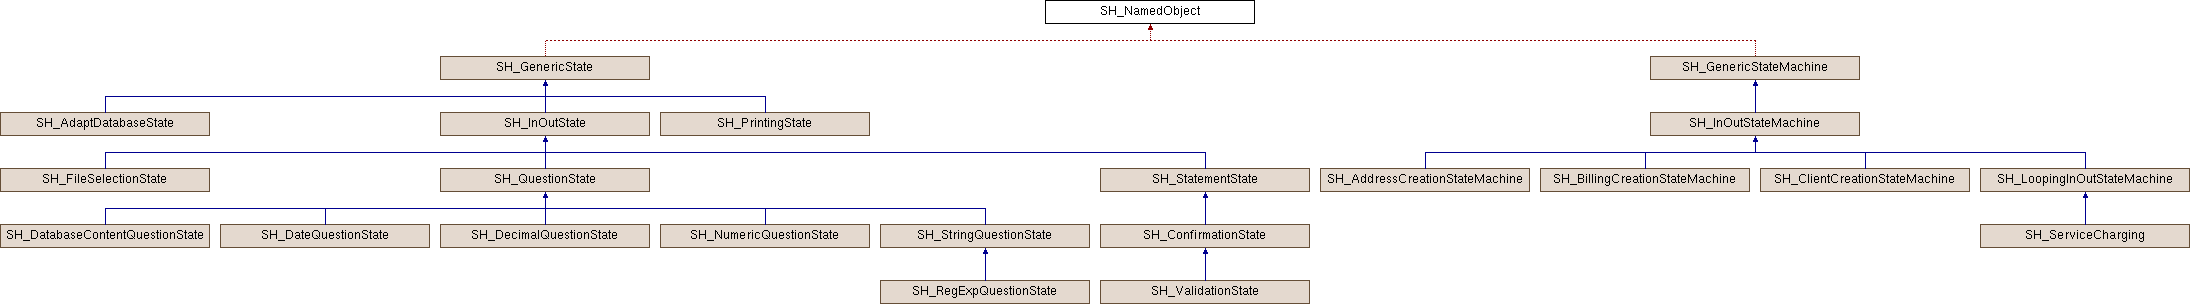 SH_NamedObject
SH_GenericState
SH_GenericStateMachine
SH_AdaptDatabaseState
SH_InOutState
SH_PrintingState
SH_InOutStateMachine
SH_FileSelectionState
SH_QuestionState
SH_StatementState
SH_AddressCreationStateMachine
SH_BillingCreationStateMachine
SH_ClientCreationStateMachine
SH_LoopingInOutStateMachine
SH_DatabaseContentQuestionState
SH_DateQuestionState
SH_DecimalQuestionState
SH_NumericQuestionState
SH_StringQuestionState
SH_ConfirmationState
SH_ServiceCharging
SH_RegExpQuestionState
SH_ValidationState